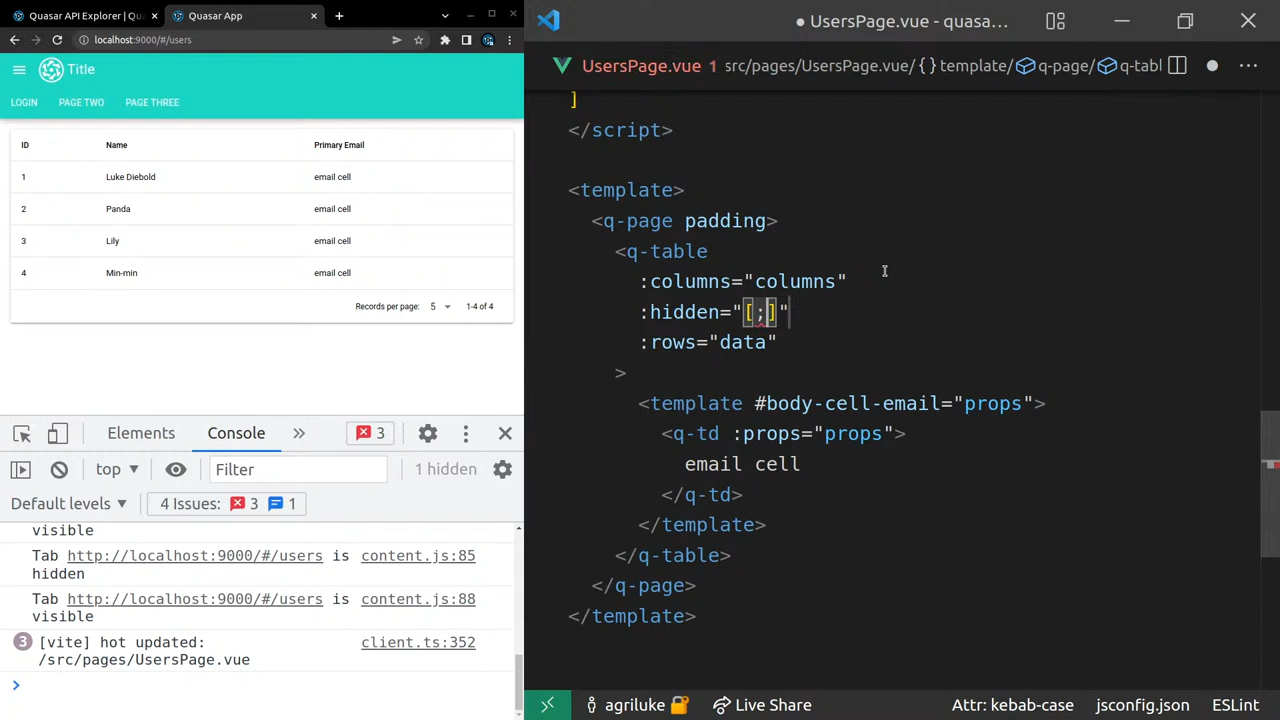 Quasar API Explorer | Qu
Quasar App
localhost:9000/#/users
Title
LOGIN
PAGE TWO
PAGE THREE
ID Name Primary Email
1 Luke Diebold email cell
2 Panda email cell
3 Lily email cell
4 Min-min email cell
Records per page: 5 1-4 of 4
Elements
Console
3
top
Filter
1 hidden
Default levels
4 Issues: 3 1
visible
Tab http://localhost:9000/#/users is content.js:85
hidden
Tab http://localhost:9000/#/users is content.js:88
visible
3 [vite] hot updated: client.ts:352
/src/pages/UsersPage.vue
● UsersPage.vue - quasa...
UsersPage.vue 1 src/pages/UsersPage.vue/ {} template/ q-page/ q-tabl
]
</script>
<template>
<q-page padding>
<q-table
:columns="columns"
:hidden="[;]"
:rows="data"
>
<template #body-cell-email="props">
<q-td :props="props">
email cell
</q-td>
</template>
</q-table>
</q-page>
</template>
agriluke
Live Share
Attr: kebab-case
jsconfig.json
ESLint